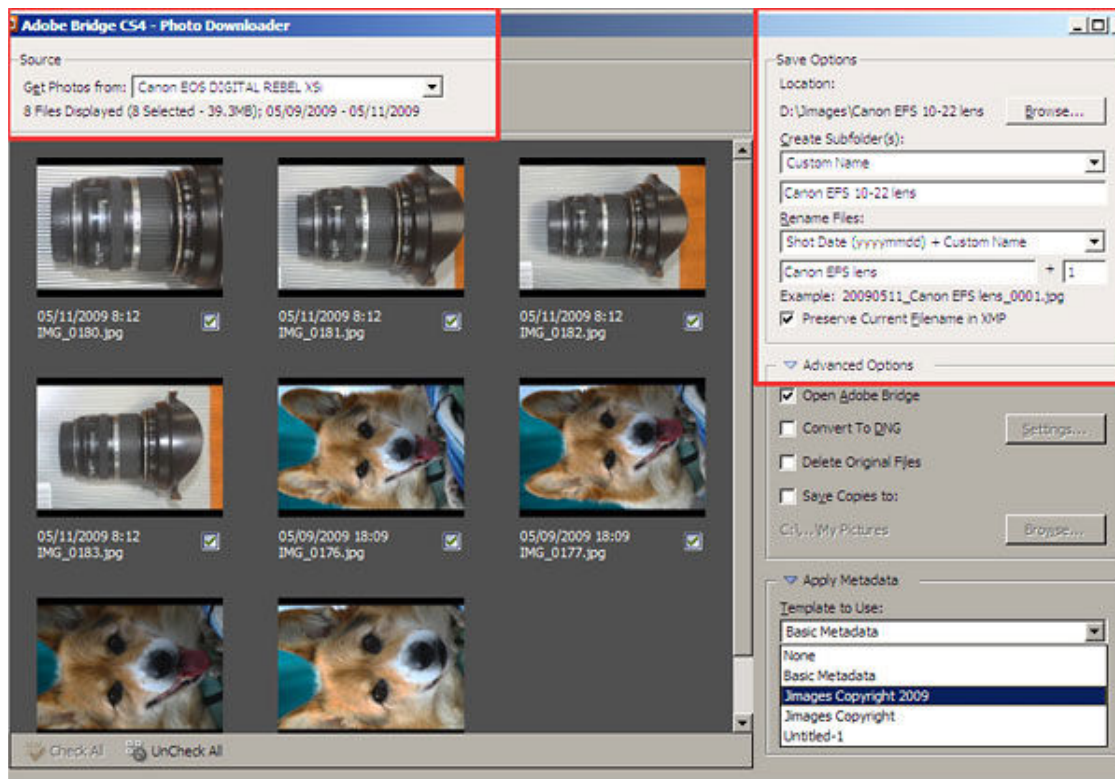 Adobe Bridge CS4 - Photo Downloader
Source
Get Photos from: Canon EOS DIGITAL REBEL XSi
8 Files Displayed (8 Selected - 39.3MB); 05/09/2009 - 05/11/2009
05/11/2009 8:12
IMG_0180.jpg
05/11/2009 8:12
IMG_0181.jpg
05/11/2009 8:12
IMG_0182.jpg
05/11/2009 8:12
IMG_0183.jpg
05/09/2009 18:09
IMG_0176.jpg
05/09/2009 18:09
IMG_0177.jpg
Check All UnCheck All
Save Options
Location:
D:\Jimages\Canon EFS 10-22 lens Browse...
Create Subfolder(s):
Custom Name
Canon EFS 10-22 lens
Rename Files:
Shot Date (yyyymmdd) + Custom Name
Canon EFS lens + 1
Example: 20090511_Canon EFS lens_0001.jpg
Preserve Current Filename in XMP
Advanced Options
Open Adobe Bridge
Convert To DNG Settings...
Delete Original Files
Save Copies to:
C:\...\My Pictures Browse...
Apply Metadata
Template to Use:
Basic Metadata
None
Basic Metadata
Jimages Copyright 2009
Jimages Copyright
Untitled-1